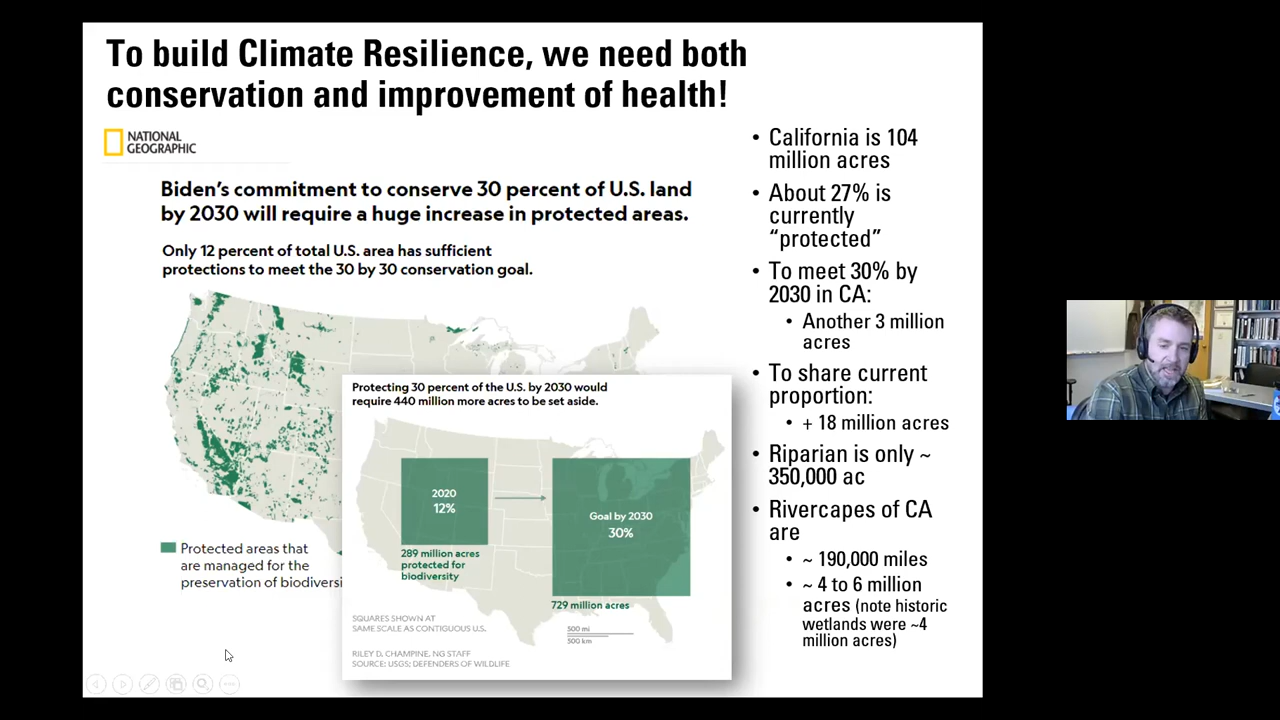 To build Climate Resilience, we need both
conservation and improvement of health!
NATIONAL
GEOGRAPHIC
Biden's commitment to conserve 30 percent of U.S. land
by 2030 will require a huge increase in protected areas.
Only 12 percent of total U.S. area has sufficient
protections to meet the 30 by 30 conservation goal.
Protected areas that
are managed for the
preservation of biodiversi
Protecting 30 percent of the U.S. by 2030 would
require 440 million more acres to be set aside.
2020
12%
289 million acres
protected for
biodiversity
Goal by 2030
30%
729 million acres
SQUARES SHOWN AT
SAME SCALE AS CONTIGUOUS U.S.
500 mi
500 km
RILEY D. CHAMPINE, NG STAFF
SOURCE: USGS; DEFENDERS OF WILDLIFE
• California is 104
million acres
• About 27% is
currently
“protected”
• To meet 30% by
2030 in CA:
• Another 3 million
acres
• To share current
proportion:
• + 18 million acres
• Riparian is only ~
350,000 ac
• Rivercapes of CA
are
• ~ 190,000 miles
• ~ 4 to 6 million
acres (note historic
wetlands were ~4
million acres)